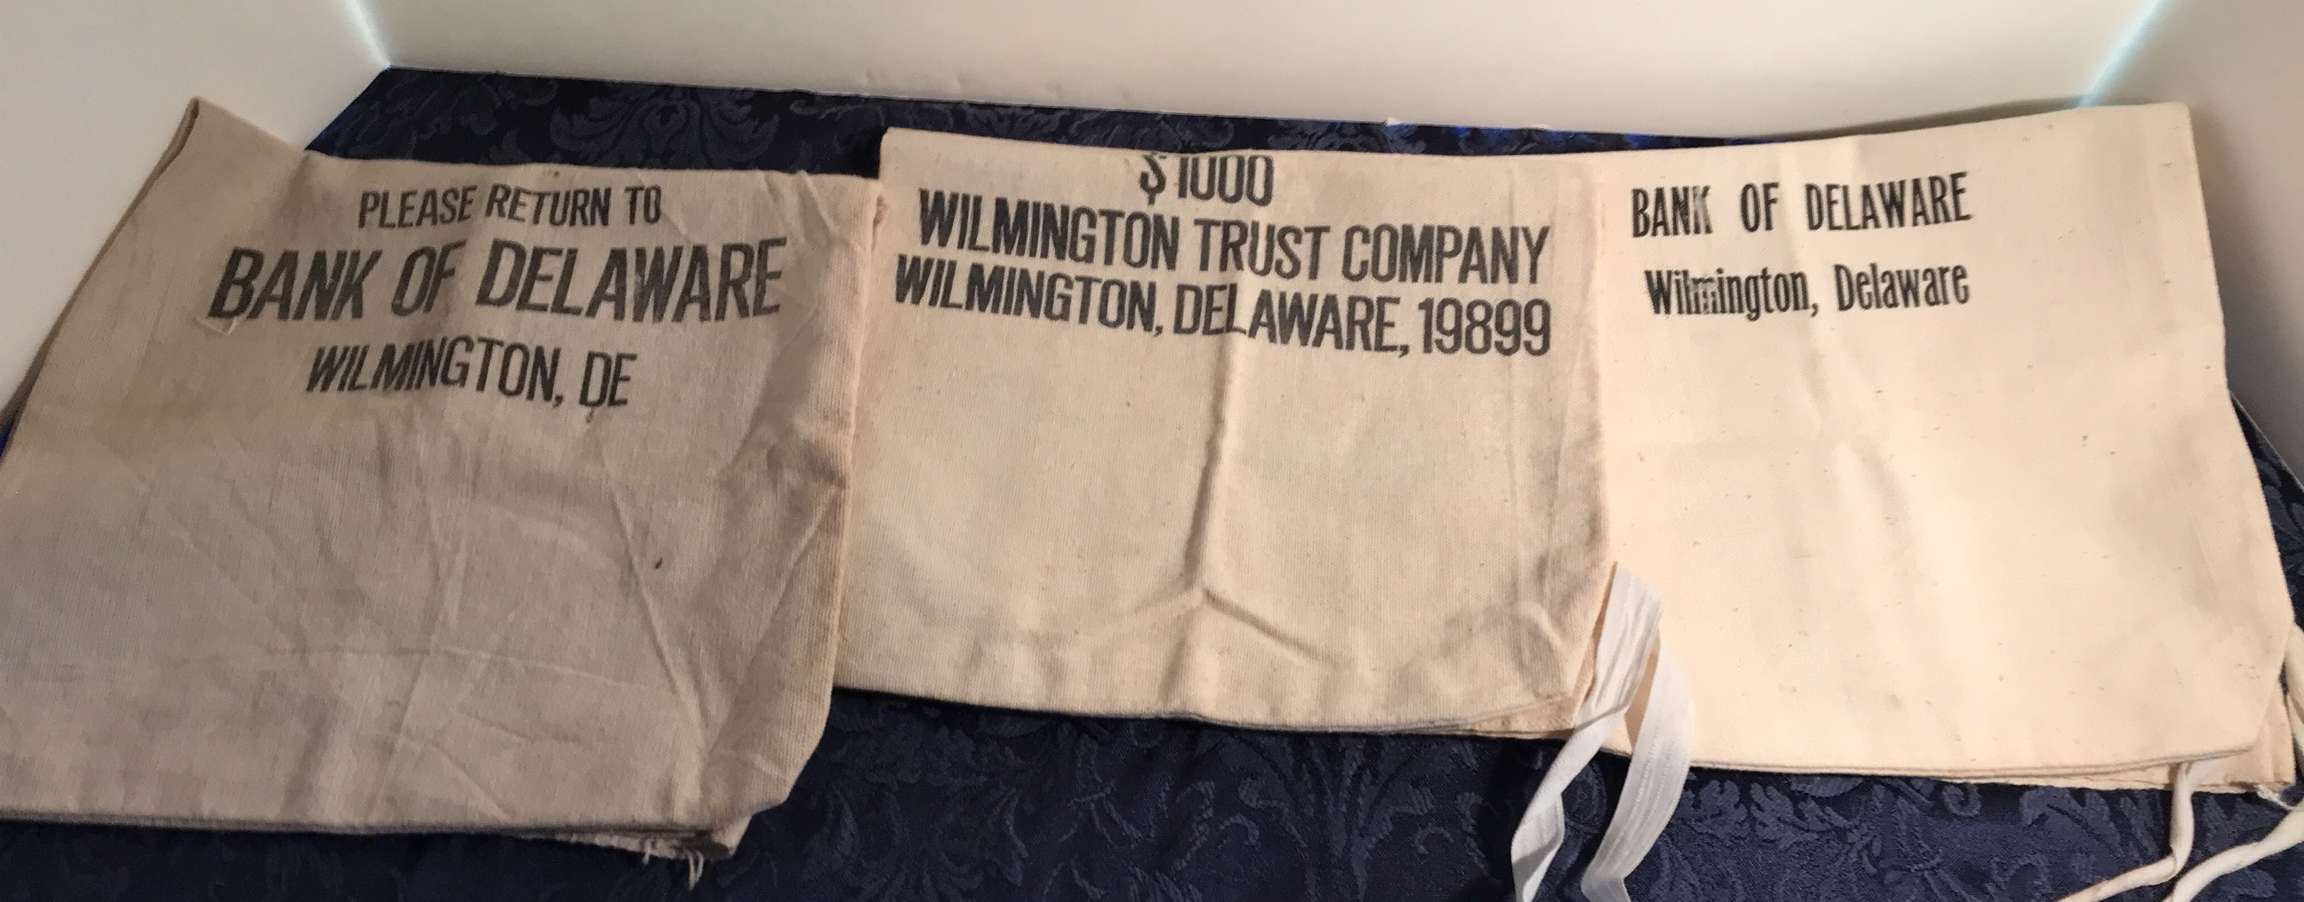 PLEASE RETURN TO
BANK OF DELAWARE
WILMINGTON, DE
$1000
WILMINGTON TRUST COMPANY
WILMINGTON, DELAWARE, 19899
BANK OF DELAWARE
Wilmington, Delaware